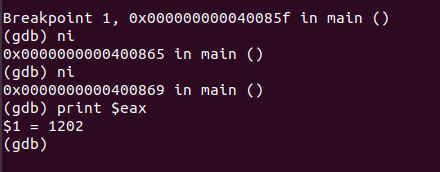 Breakpoint 1, 0x000000000040085f in main ()
(gdb) ni
0x0000000000400865 in main ()
(gdb) ni
0x0000000000400869 in main ()
(gdb) print $eax
$1 = 1202
(gdb)